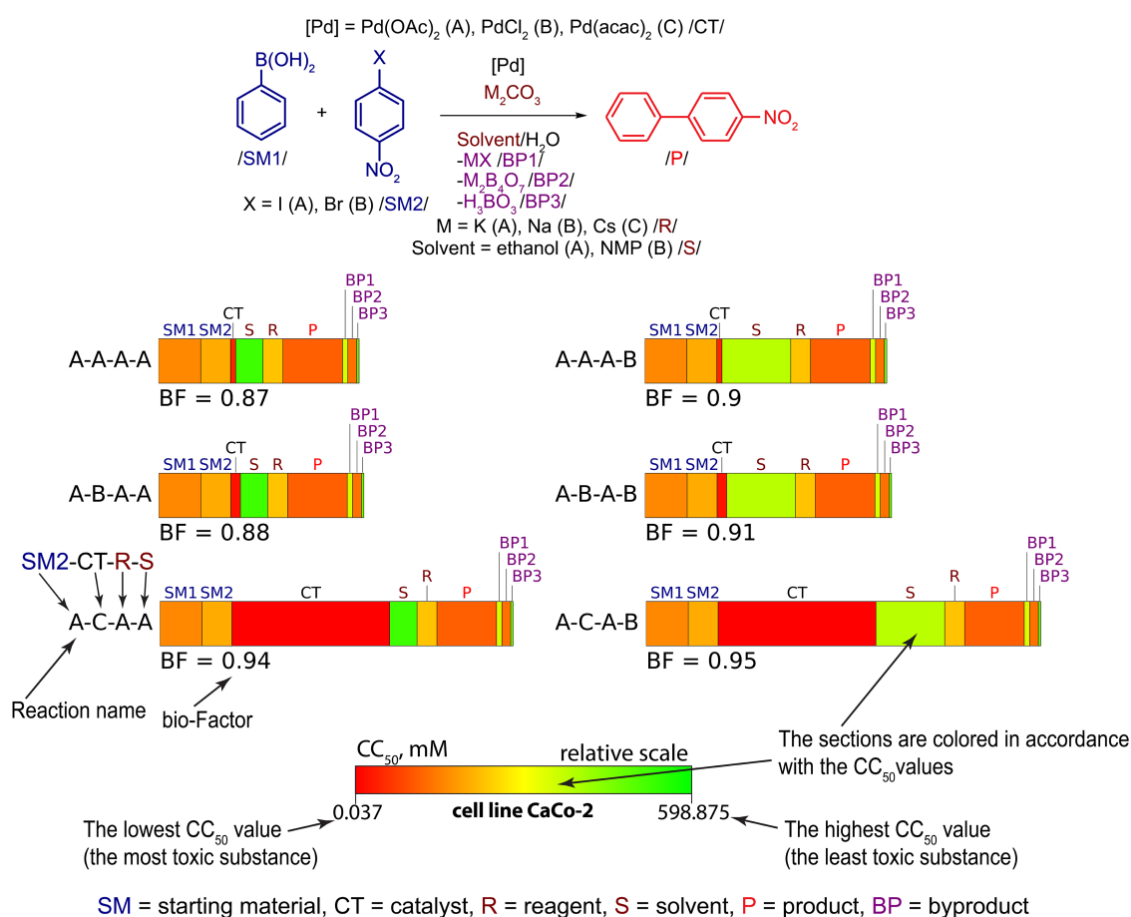 [Pd] = Pd(OAc)₂ (A), PdCl₂ (B), Pd(acac)₂ (C) /CT/
B(OH)₂
X
[Pd]
M₂CO₃
+
NO₂
Solvent/H₂O
/SM1/
-MX /BP1/
/P/
NO₂
-M₂B₄O₇ /BP2/
-H₃BO₃ /BP3/
X = I (A), Br (B) /SM2/
M = K (A), Na (B), Cs (C) /R/
Solvent = ethanol (A), NMP (B) /S/
BP1
BP2
CT BP3
SM1 SM2 S R P
A-A-A-A
BF = 0.87
BP1
BP2
CT BP3
SM1 SM2 S R P
A-A-A-B
BF = 0.9
BP1
BP2
CT BP3
SM1 SM2 S R P
A-B-A-A
BF = 0.88
BP1
BP2
CT BP3
SM1 SM2 S R P
A-B-A-B
BF = 0.91
SM2-CT-R-S
BP1
BP2
R BP3
SM1 SM2 CT S P
A-C-A-A
BF = 0.94
BP1
BP2
R BP3
SM1 SM2 CT S P
A-C-A-B
BF = 0.95
Reaction name
bio-Factor
The sections are colored in accordance
with the CC₅₀ values
CC₅₀, mM relative scale
0.037 cell line CaCo-2 598.875
The lowest CC₅₀ value
(the most toxic substance)
The highest CC₅₀ value
(the least toxic substance)
SM = starting material, CT = catalyst, R = reagent, S = solvent, P = product, BP = byproduct